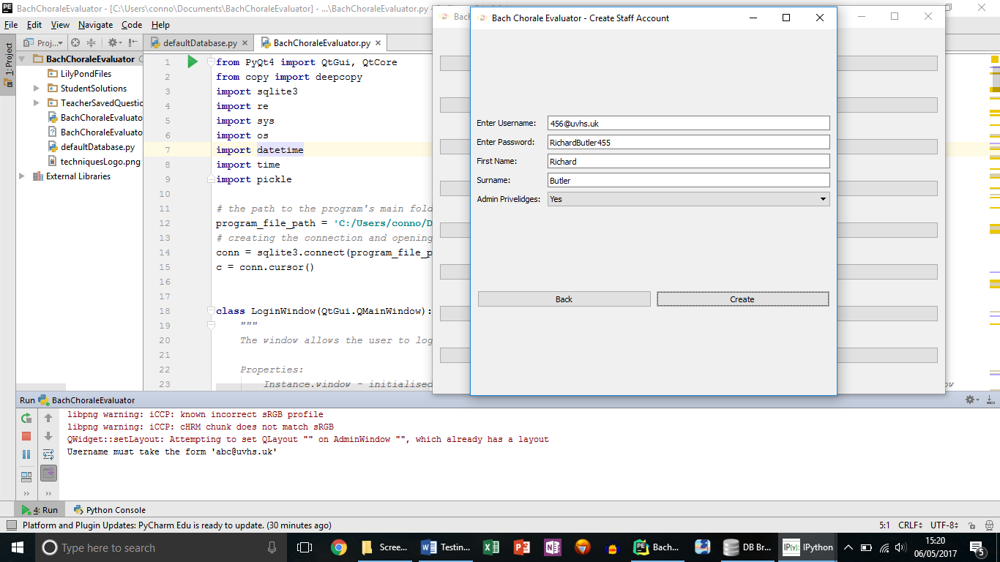 BachChoraleEvaluator - [C:\Users\conno\Documents\BachChoraleEvaluator] - ...\BachChoraleEvaluator.py -
File Edit View Navigate Code Help
1: Project
Proj...
defaultDatabase.py
BachChoraleEvaluator.py
BachChoraleEvaluator
LilyPondFiles
StudentSolutions
TeacherSavedQuestio
BachChoraleEvaluato
BachChoraleEvaluato
defaultDatabase.py
techniquesLogo.png
External Libraries
1 from PyQt4 import QtGui, QtCore
2 from copy import deepcopy
3 import sqlite3
4 import re
5 import sys
6 import os
7 import datetime
8 import time
9 import pickle
10
11 # the path to the program's main fold
12 program_file_path = 'C:/Users/conno/D
13 # creating the connection and opening
14 conn = sqlite3.connect(program_file_p
15 c = conn.cursor()
16
17
18 class LoginWindow(QtGui.QMainWindow):
19 """
20 The window allows the user to log
21
22 Properties:
23 Instance.window - initialised
Bach
Bach Chorale Evaluator - Create Staff Account
Enter Username: 456@uvhs.uk
Enter Password: RichardButler455
First Name: Richard
Surname: Butler
Admin Privelidges: Yes
Back Create
Run BachChoraleEvaluator
libpng warning: iCCP: known incorrect sRGB profile
libpng warning: iCCP: cHRM chunk does not match sRGB
QWidget::setLayout: Attempting to set QLayout "" on AdminWindow "", which already has a layout
Username must take the form 'abc@uvhs.uk'
4: Run Python Console
Platform and Plugin Updates: PyCharm Edu is ready to update. (30 minutes ago) 5:1 CRLF UTF-8
Type here to search
Scree...
Testin...
Bach...
DB Br...
IP[y]: IPython
15:20
06/05/2017
5